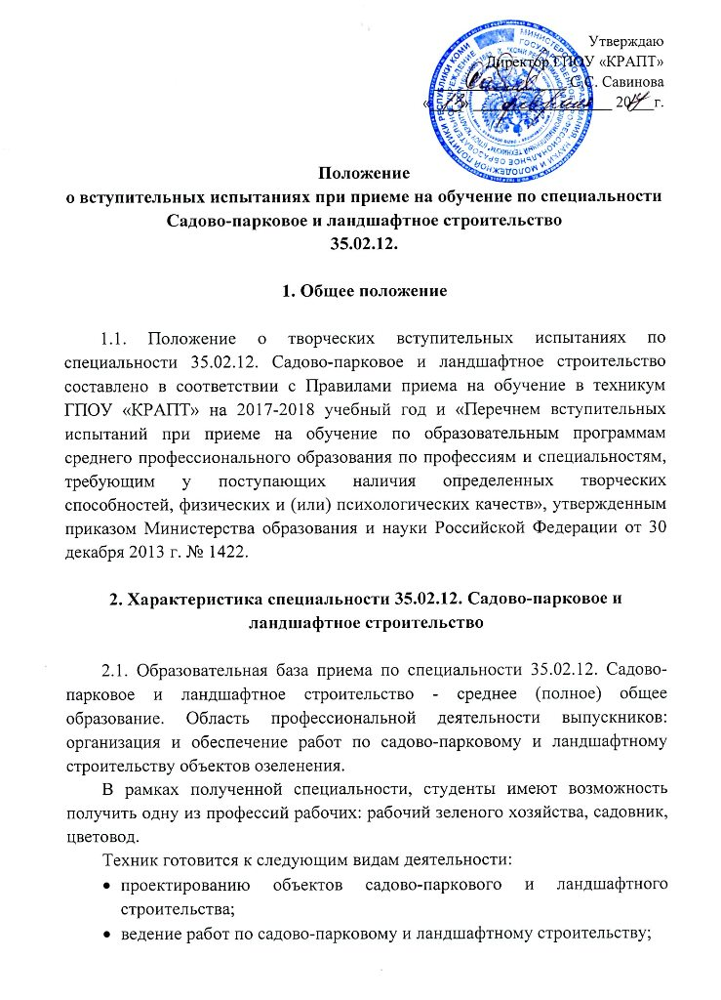 Утверждаю
Директор ГПОУ «КРАПТ»
С.С. Савинова
«13» февраля 2017 г.
Положение
о вступительных испытаниях при приеме на обучение по специальности
Садово-парковое и ландшафтное строительство
35.02.12.
1. Общее положение
1.1. Положение о творческих вступительных испытаниях по
специальности 35.02.12. Садово-парковое и ландшафтное строительство
составлено в соответствии с Правилами приема на обучение в техникум
ГПОУ «КРАПТ» на 2017-2018 учебный год и «Перечнем вступительных
испытаний при приеме на обучение по образовательным программам
среднего профессионального образования по профессиям и специальностям,
требующим у поступающих наличия определенных творческих
способностей, физических и (или) психологических качеств», утвержденным
приказом Министерства образования и науки Российской Федерации от 30
декабря 2013 г. № 1422.
2. Характеристика специальности 35.02.12. Садово-парковое и
ландшафтное строительство
2.1. Образовательная база приема по специальности 35.02.12. Садово-
парковое и ландшафтное строительство - среднее (полное) общее
образование. Область профессиональной деятельности выпускников:
организация и обеспечение работ по садово-парковому и ландшафтному
строительству объектов озеленения.
В рамках полученной специальности, студенты имеют возможность
получить одну из профессий рабочих: рабочий зеленого хозяйства, садовник,
цветовод.
Техник готовится к следующим видам деятельности:
• проектированию объектов садово-паркового и ландшафтного
строительства;
• ведение работ по садово-парковому и ландшафтному строительству;